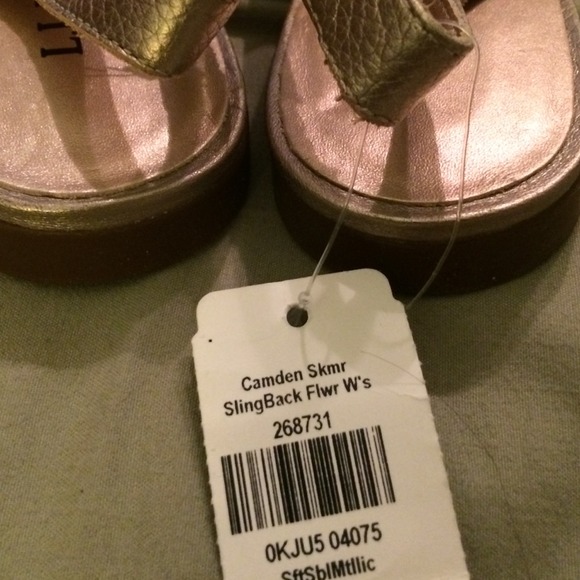 Camden Skmr
SlingBack Flwr W's
268731
0KJU5 04075
SftSblMtllic